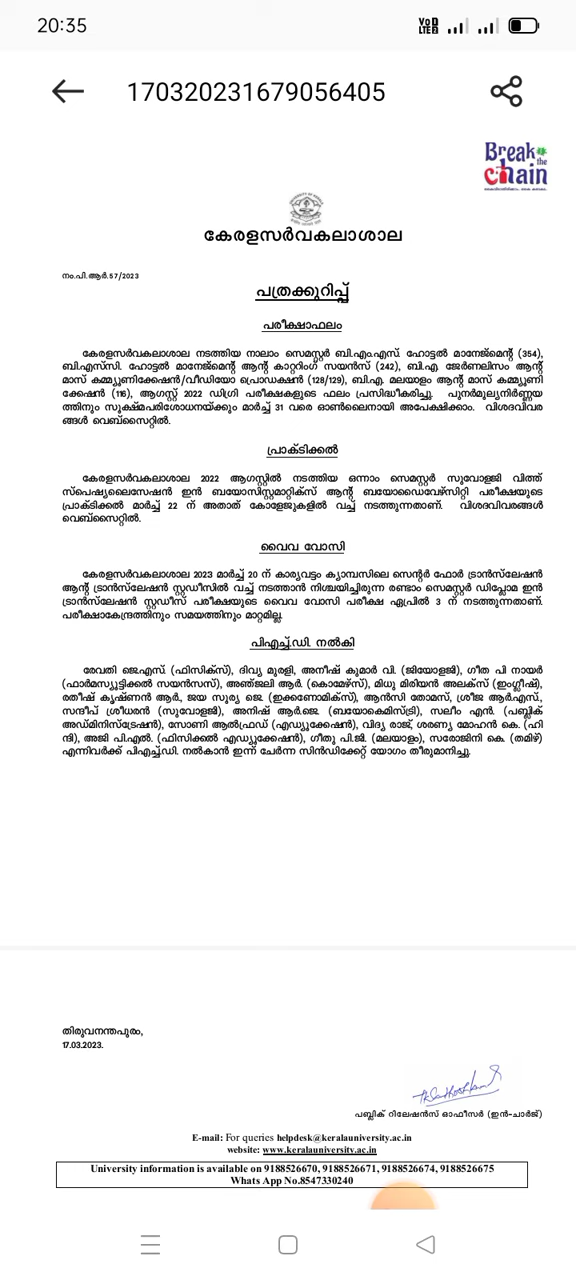 20:35
VoD LTE2
170320231679056405
Break the chain
കേരളസർവകലാശാല
നം.പി.ആർ.57/2023
പത്രക്കുറിപ്പ്
പരീക്ഷാഫലം
കേരളസർവകലാശാല നടത്തിയ നാലാം സെമസ്റ്റർ ബി.എം.എസ്. ഹോട്ടൽ മാനേജ്മെന്റ് (354),
ബി.എസ്‌സി. ഹോട്ടൽ മാനേജ്മെന്റ് ആന്റ് കാറ്ററിംഗ് സയൻസ് (242), ബി.എ ജേർണലിസം ആന്റ്
മാസ് കമ്മ്യൂണിക്കേഷൻ/വീഡിയോ പ്രൊഡക്ഷൻ (128/129), ബി.എ. മലയാളം ആന്റ് മാസ് കമ്മ്യൂണി
ക്കേഷൻ (116), ആഗസ്റ്റ് 2022 ഡിഗ്രി പരീക്ഷകളുടെ ഫലം പ്രസിദ്ധീകരിച്ചു. പുനർമൂല്യനിർണ്ണയ
ത്തിനും സൂക്ഷ്മപരിശോധനയ്ക്കും മാർച്ച് 31 വരെ ഓൺലൈനായി അപേക്ഷിക്കാം. വിശദവിവര
ങ്ങൾ വെബ്സൈറ്റിൽ.
പ്രാക്ടിക്കൽ
കേരളസർവകലാശാല 2022 ആഗസ്റ്റിൽ നടത്തിയ ഒന്നാം സെമസ്റ്റർ സുവോളജി വിത്ത്
സ്പെഷ്യലൈസേഷൻ ഇൻ ബയോസിസ്റ്റമാറ്റിക്സ് ആന്റ് ബയോഡൈവേഴ്സിറ്റി പരീക്ഷയുടെ
പ്രാക്ടിക്കൽ മാർച്ച് 22 ന് അതാത് കോളേജുകളിൽ വച്ച് നടത്തുന്നതാണ്. വിശദവിവരങ്ങൾ
വെബ്സൈറ്റിൽ.
വൈവ വോസി
കേരളസർവകലാശാല 2023 മാർച്ച് 20 ന് കാര്യവട്ടം ക്യാമ്പസിലെ സെന്റർ ഫോർ ട്രാൻസ്‌ലേഷൻ
ആന്റ് ട്രാൻസ്‌ലേഷൻ സ്റ്റഡീസിൽ വച്ച് നടത്താൻ നിശ്ചയിച്ചിരുന്ന രണ്ടാം സെമസ്റ്റർ ഡിപ്ലോമ ഇൻ
ട്രാൻസ്‌ലേഷൻ സ്റ്റഡീസ് പരീക്ഷയുടെ വൈവ വോസി പരീക്ഷ ഏപ്രിൽ 3 ന് നടത്തുന്നതാണ്.
പരീക്ഷാകേന്ദ്രത്തിനും സമയത്തിനും മാറ്റമില്ല.
പിഎച്ച്.ഡി. നൽകി
രേവതി ജെ.എസ്. (ഫിസിക്സ്), ദിവ്യ മുരളി, അനീഷ് കുമാർ വി. (ജിയോളജി), ഗീത പി നായർ
(ഫാർമസ്യൂട്ടിക്കൽ സയൻസസ്), അഞ്ജലി ആർ. (കൊമേഴ്സ്), മിധു മിരിയൻ അലക്സ് (ഇംഗ്ലീഷ്),
രതീഷ് കൃഷ്ണൻ ആർ., ജയ സൂര്യ ജെ. (ഇക്കണോമിക്സ്), ആൻസി തോമസ്, ശ്രീജ ആർ.എസ്.,
സന്ദീപ് ശ്രീധരൻ (സുവോളജി), അനിഷ് ആർ.ജെ. (ബയോകെമിസ്ട്രി), സലീം എൻ. (പബ്ലിക്
അഡ്മിനിസ്ട്രേഷൻ), സോണി ആൽഫ്രഡ് (എഡ്യൂക്കേഷൻ), വിദ്യ രാജ്, ശരണ്യ മോഹൻ കെ. (ഹി
ന്ദി), അജി പി.എൽ. (ഫിസിക്കൽ എഡ്യൂക്കേഷൻ), ഗീതു പി.ജി. (മലയാളം), സരോജിനി കെ. (തമിഴ്)
എന്നിവർക്ക് പിഎച്ച്.ഡി. നൽകാൻ ഇന്ന് ചേർന്ന സിൻഡിക്കേറ്റ് യോഗം തീരുമാനിച്ചു.
തിരുവനന്തപുരം,
17.03.2023.
പബ്ലിക് റിലേഷൻസ് ഓഫീസർ (ഇൻ-ചാർജ്)
E-mail: For queries helpdesk@keralauniversity.ac.in
website: www.keralauniversity.ac.in
University information is available on 9188526670, 9188526671, 9188526674, 9188526675
Whats App No.8547330240